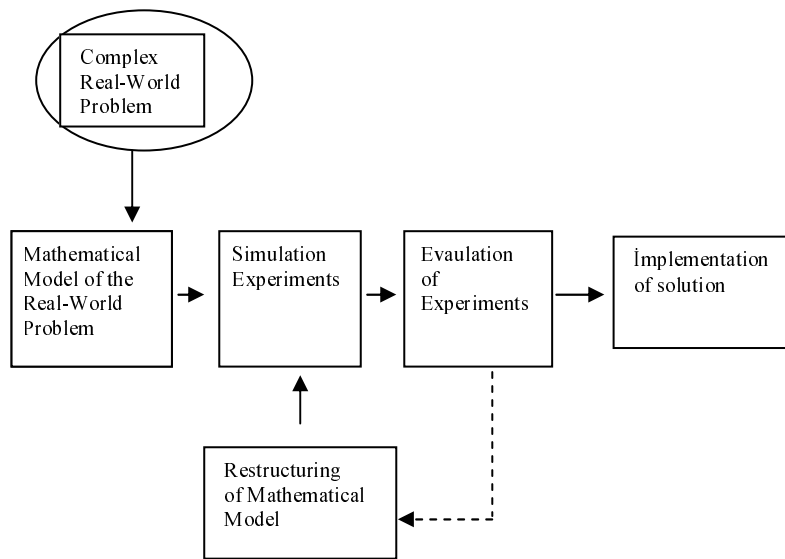 Complex
Real-World
Problem
Mathematical
Model of the
Real-World
Problem
Simulation
Experiments
Evaulation
of
Experiments
İmplementation
of solution
Restructuring
of Mathematical
Model